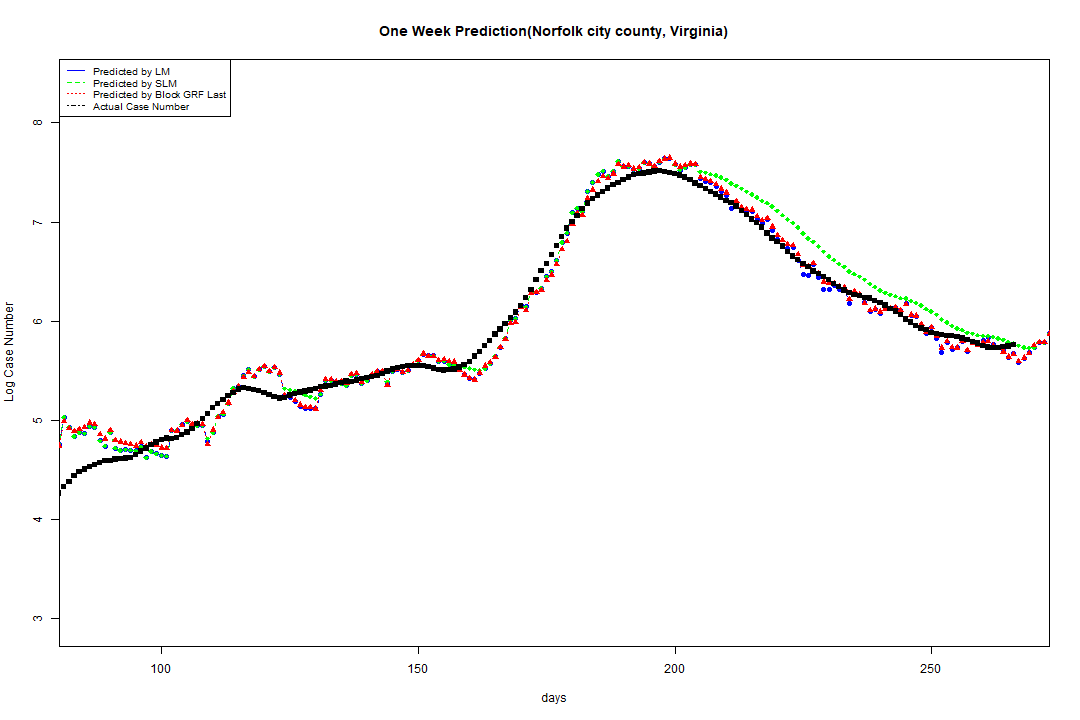 One Week Prediction(Norfolk city county, Virginia)
Predicted by LM
Predicted by SLM
Predicted by Block GRF Last
Actual Case Number
8
7
6
5
4
3
Log Case Number
100
150
200
250
days